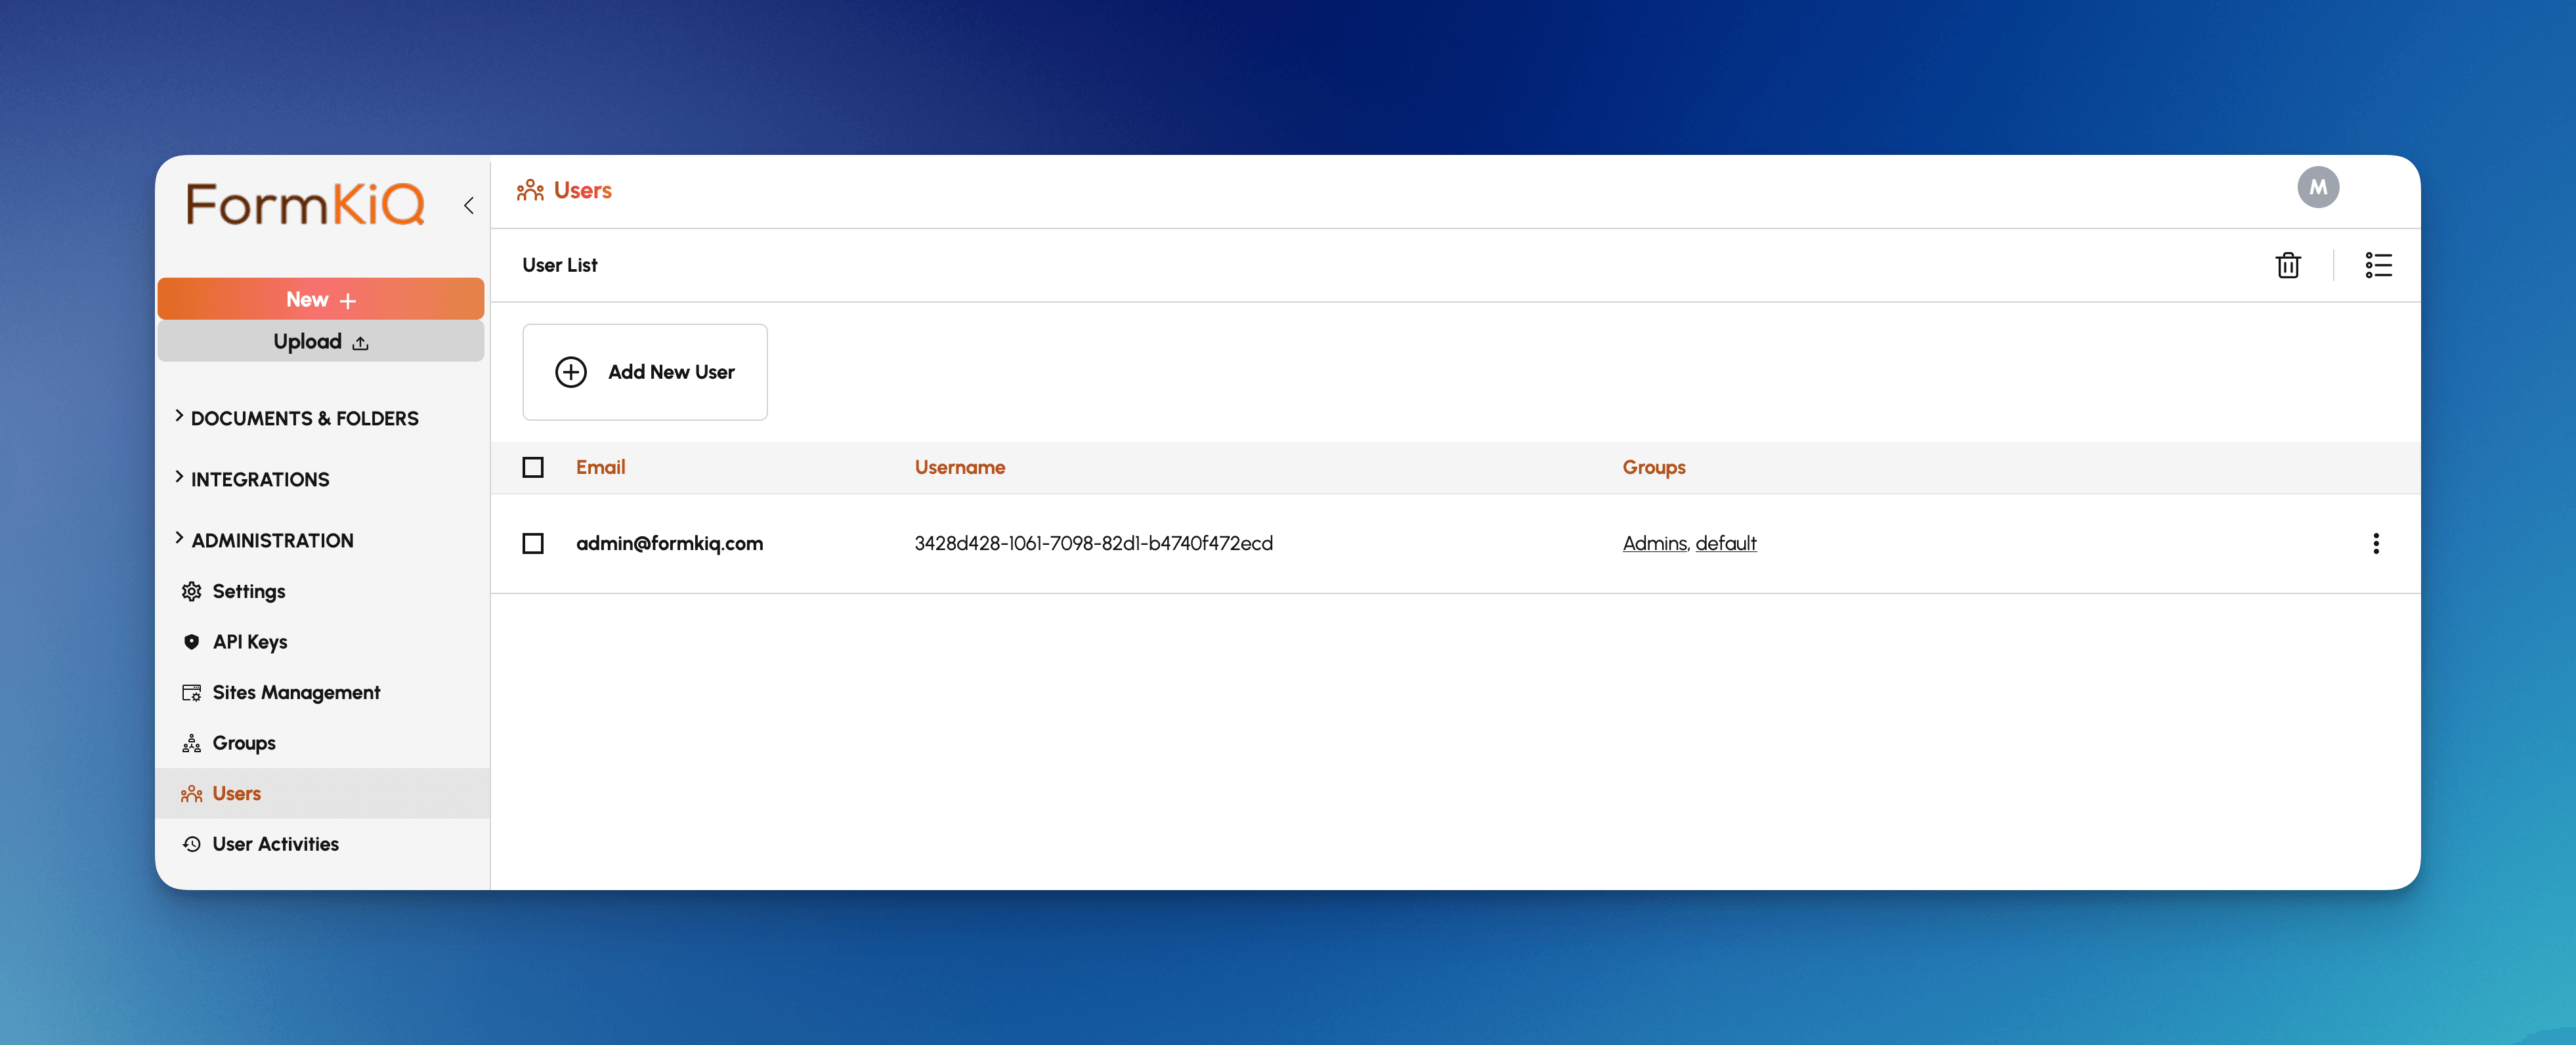 FormKiQ
New +
Upload
DOCUMENTS & FOLDERS
INTEGRATIONS
ADMINISTRATION
Settings
API Keys
Sites Management
Groups
Users
User Activities
Users
M
User List
Add New User
Email Username Groups
admin@formkiq.com 3428d428-1061-7098-82d1-b4740f472ecd Admins, default